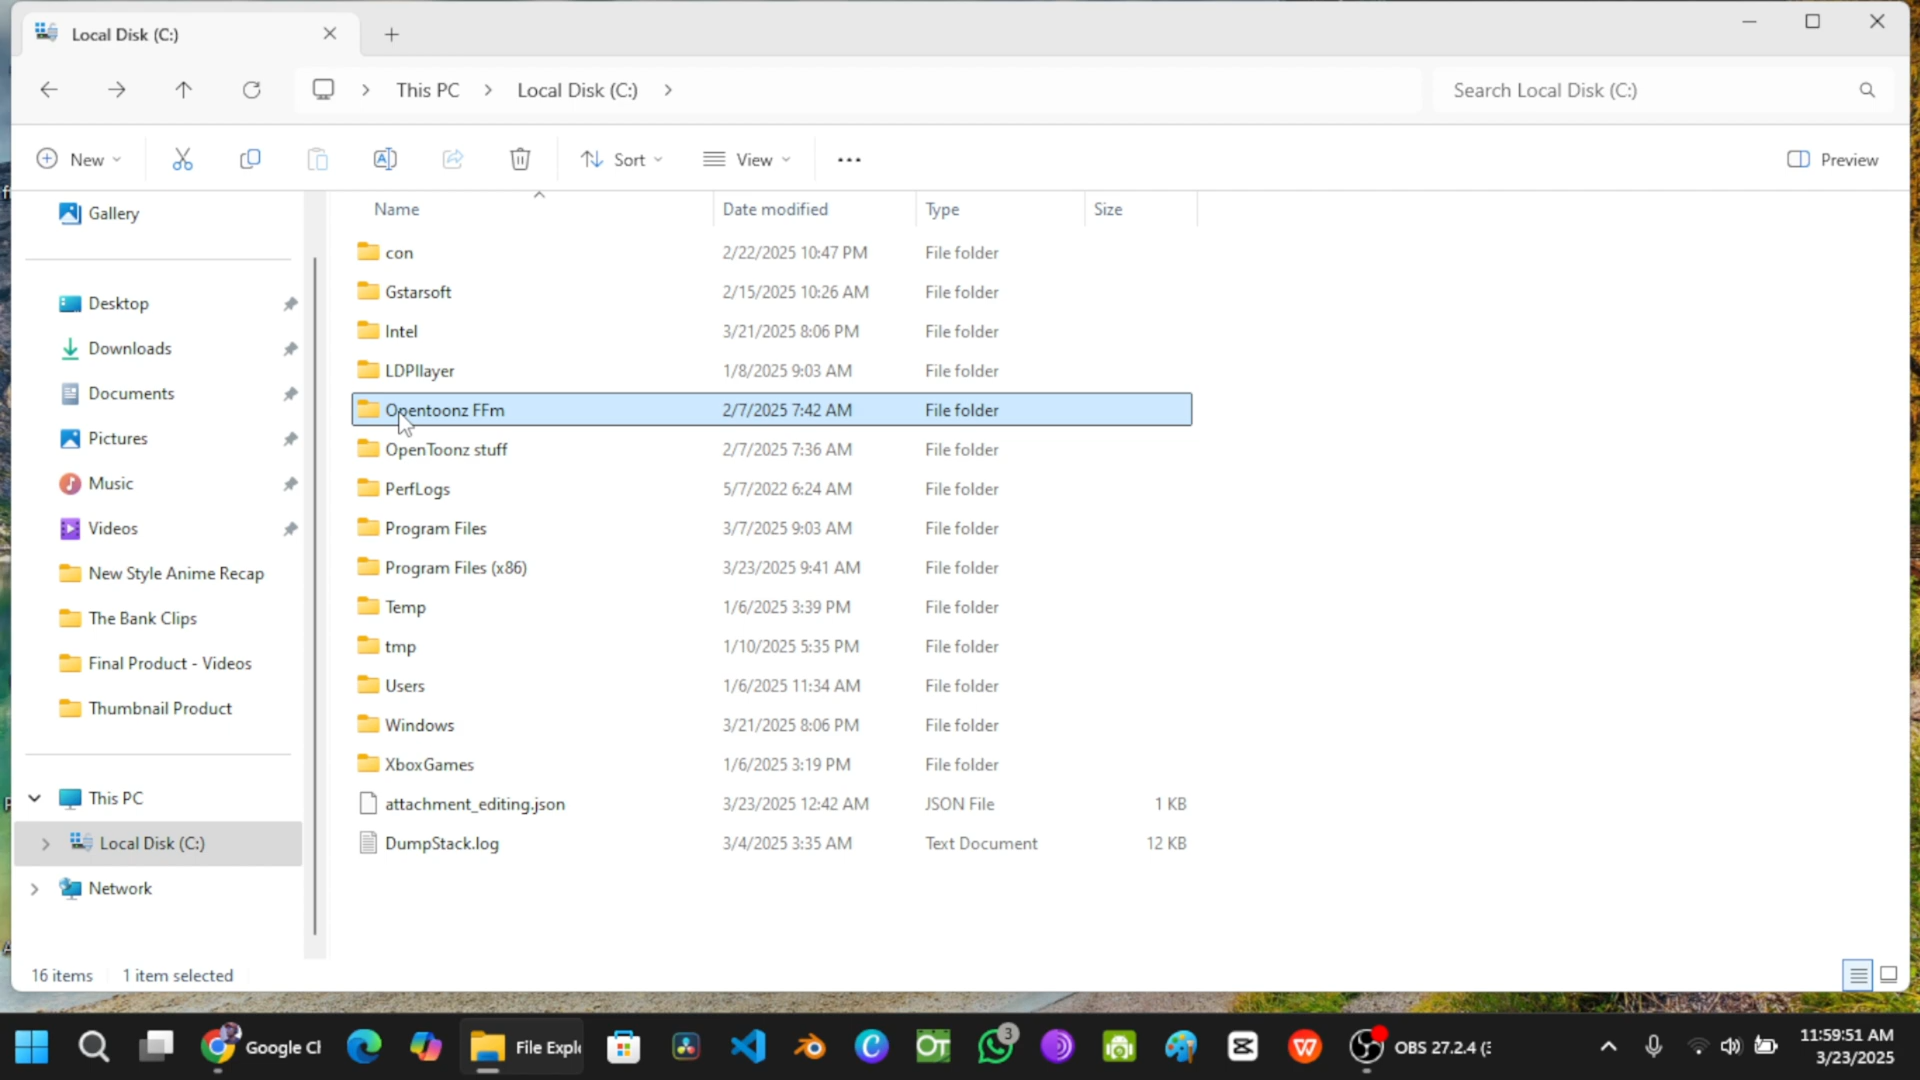 Local Disk (C:)
This PC
Local Disk (C:)
Search Local Disk (C:)
New
Sort
View
Preview
Gallery
Desktop
Downloads
Documents
Pictures
Music
Videos
New Style Anime Recap
The Bank Clips
Final Product - Videos
Thumbnail Product
This PC
Local Disk (C:)
Network
Name Date modified Type Size
con 2/22/2025 10:47 PM File folder
Gstarsoft 2/15/2025 10:26 AM File folder
Intel 3/21/2025 8:06 PM File folder
LDPllayer 1/8/2025 9:03 AM File folder
Opentoonz FFm 2/7/2025 7:42 AM File folder
OpenToonz stuff 2/7/2025 7:36 AM File folder
PerfLogs 5/7/2022 6:24 AM File folder
Program Files 3/7/2025 9:03 AM File folder
Program Files (x86) 3/23/2025 9:41 AM File folder
Temp 1/6/2025 3:39 PM File folder
tmp 1/10/2025 5:35 PM File folder
Users 1/6/2025 11:34 AM File folder
Windows 3/21/2025 8:06 PM File folder
XboxGames 1/6/2025 3:19 PM File folder
attachment_editing.json 3/23/2025 12:42 AM JSON File 1 KB
DumpStack.log 3/4/2025 3:35 AM Text Document 12 KB
16 items 1 item selected
Google Cl
File Expl
OT
3
OBS 27.2.4 (3
11:59:51 AM
3/23/2025